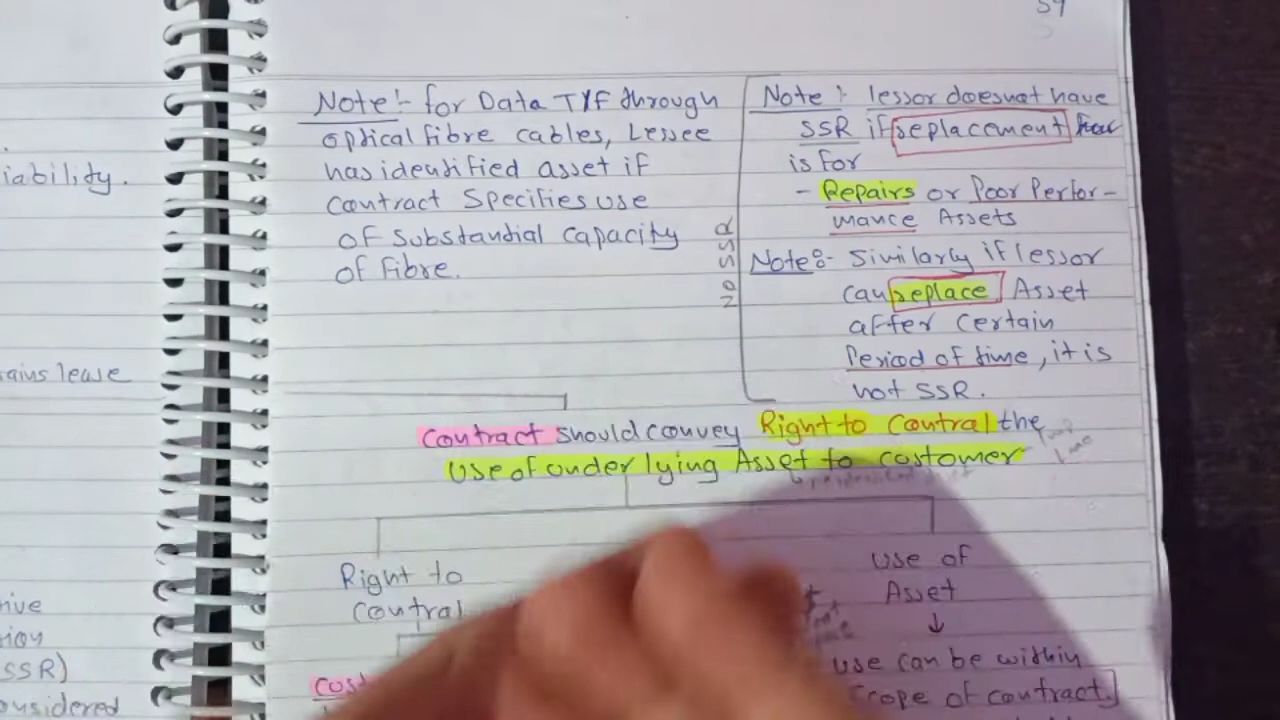 59
iability.
ains lease
SSR)
onsidered
Note:- for Data T/F through
optical fibre cables, Lessee
has identified asset if
contract Specifies use
of substantial capacity
of fibre.
NO SSR
Note:- lessor doesnot have
SSR if replacement
is for
- Repairs or Poor Perfor-
mance Assets
Note:- Similarly if lessor
can replace Asset
after certain
Period of time, it is
not SSR.
Contract should convey Right to Control the
use of underlying Asset to customer
Right to
Control
Use of
Asset
↓
use can be within
Scope of contract.